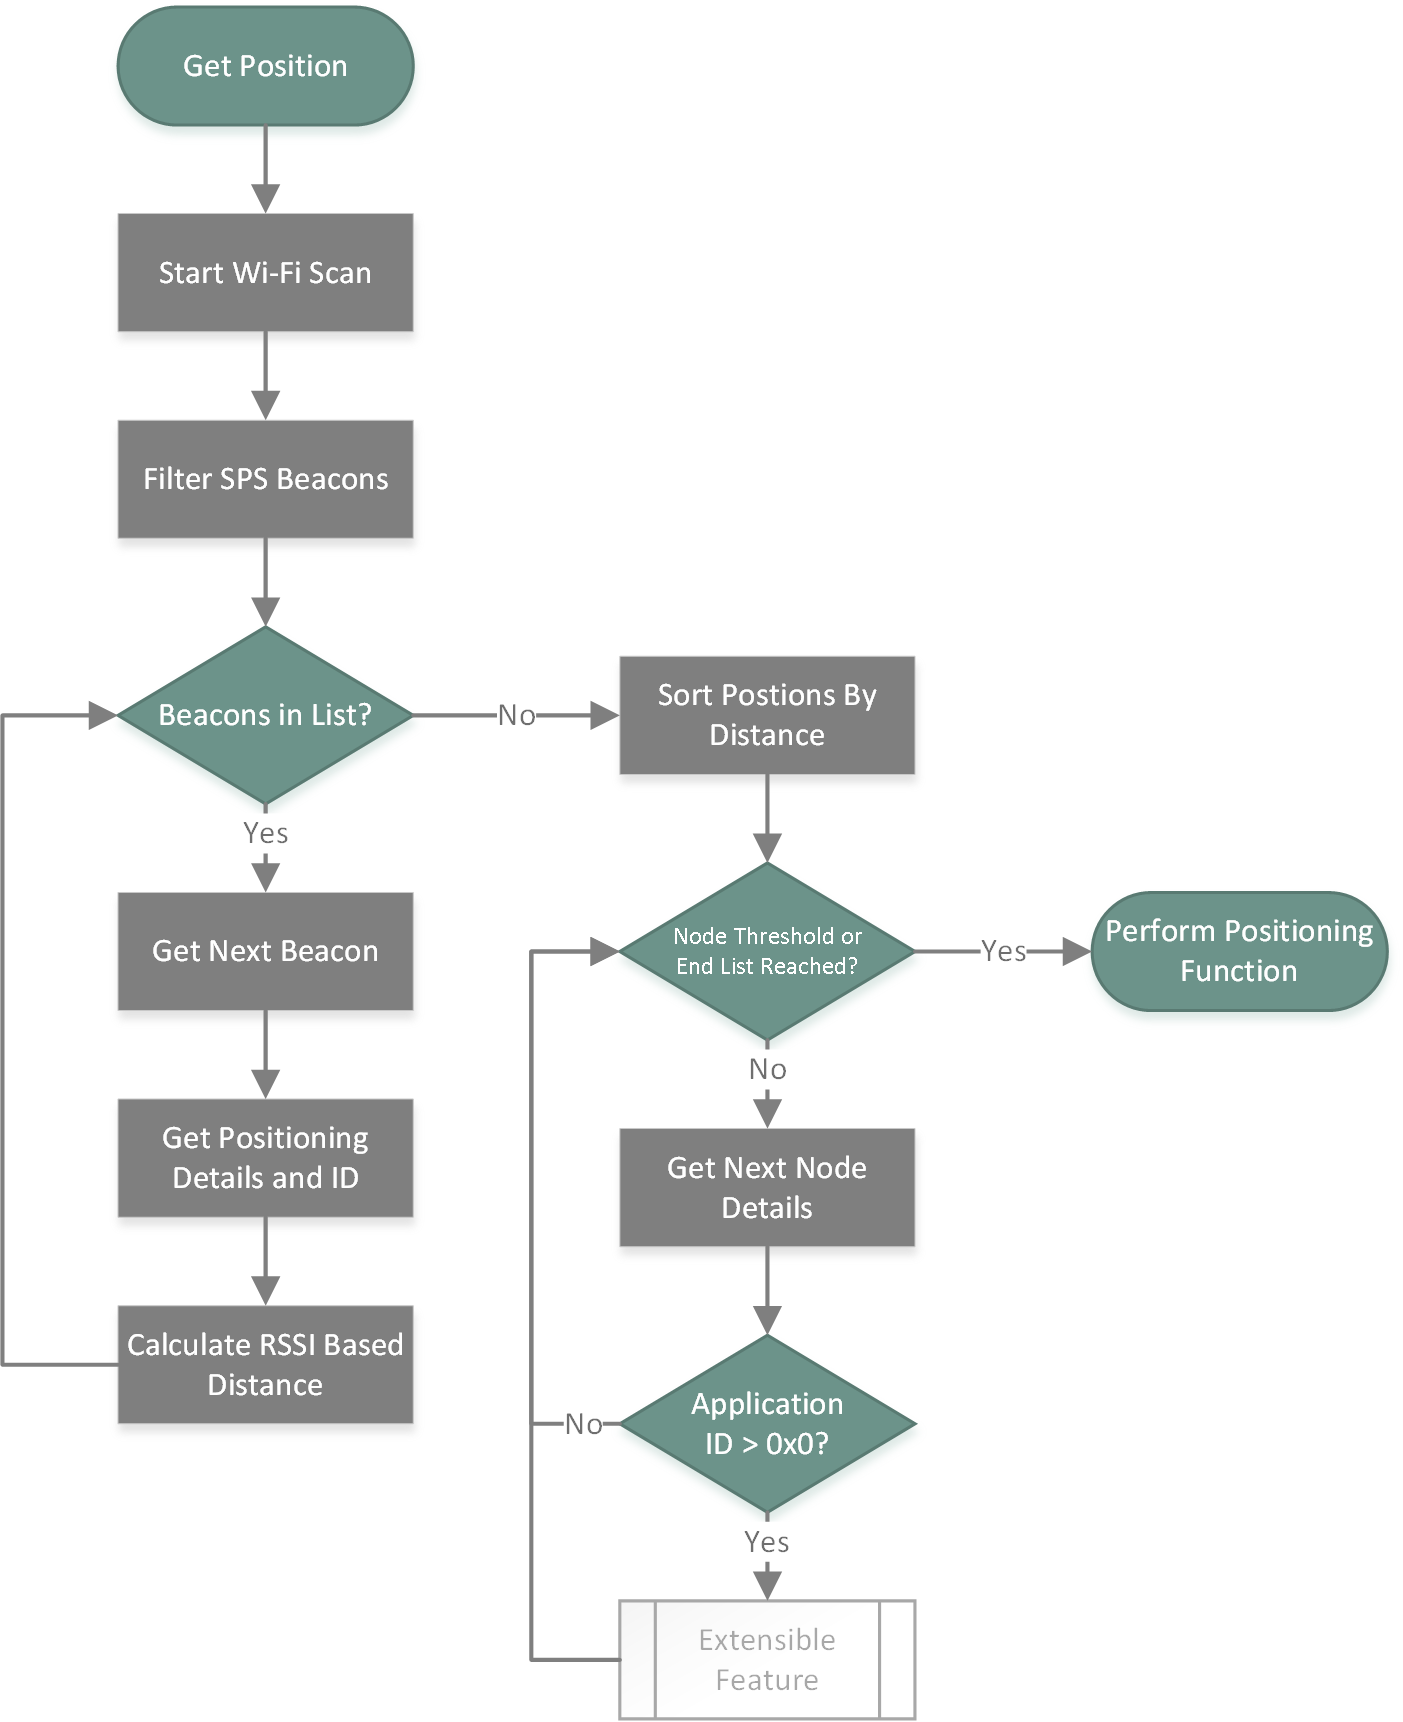 Get Position
Start Wi-Fi Scan
Filter SPS Beacons
Beacons in List?
No
Yes
Get Next Beacon
Get Positioning
Details and ID
Calculate RSSI Based
Distance
Sort Postions By
Distance
Node Threshold or
End List Reached?
Yes
Perform Positioning
Function
No
Get Next Node
Details
Application
ID > 0x0?
No
Yes
Extensible
Feature